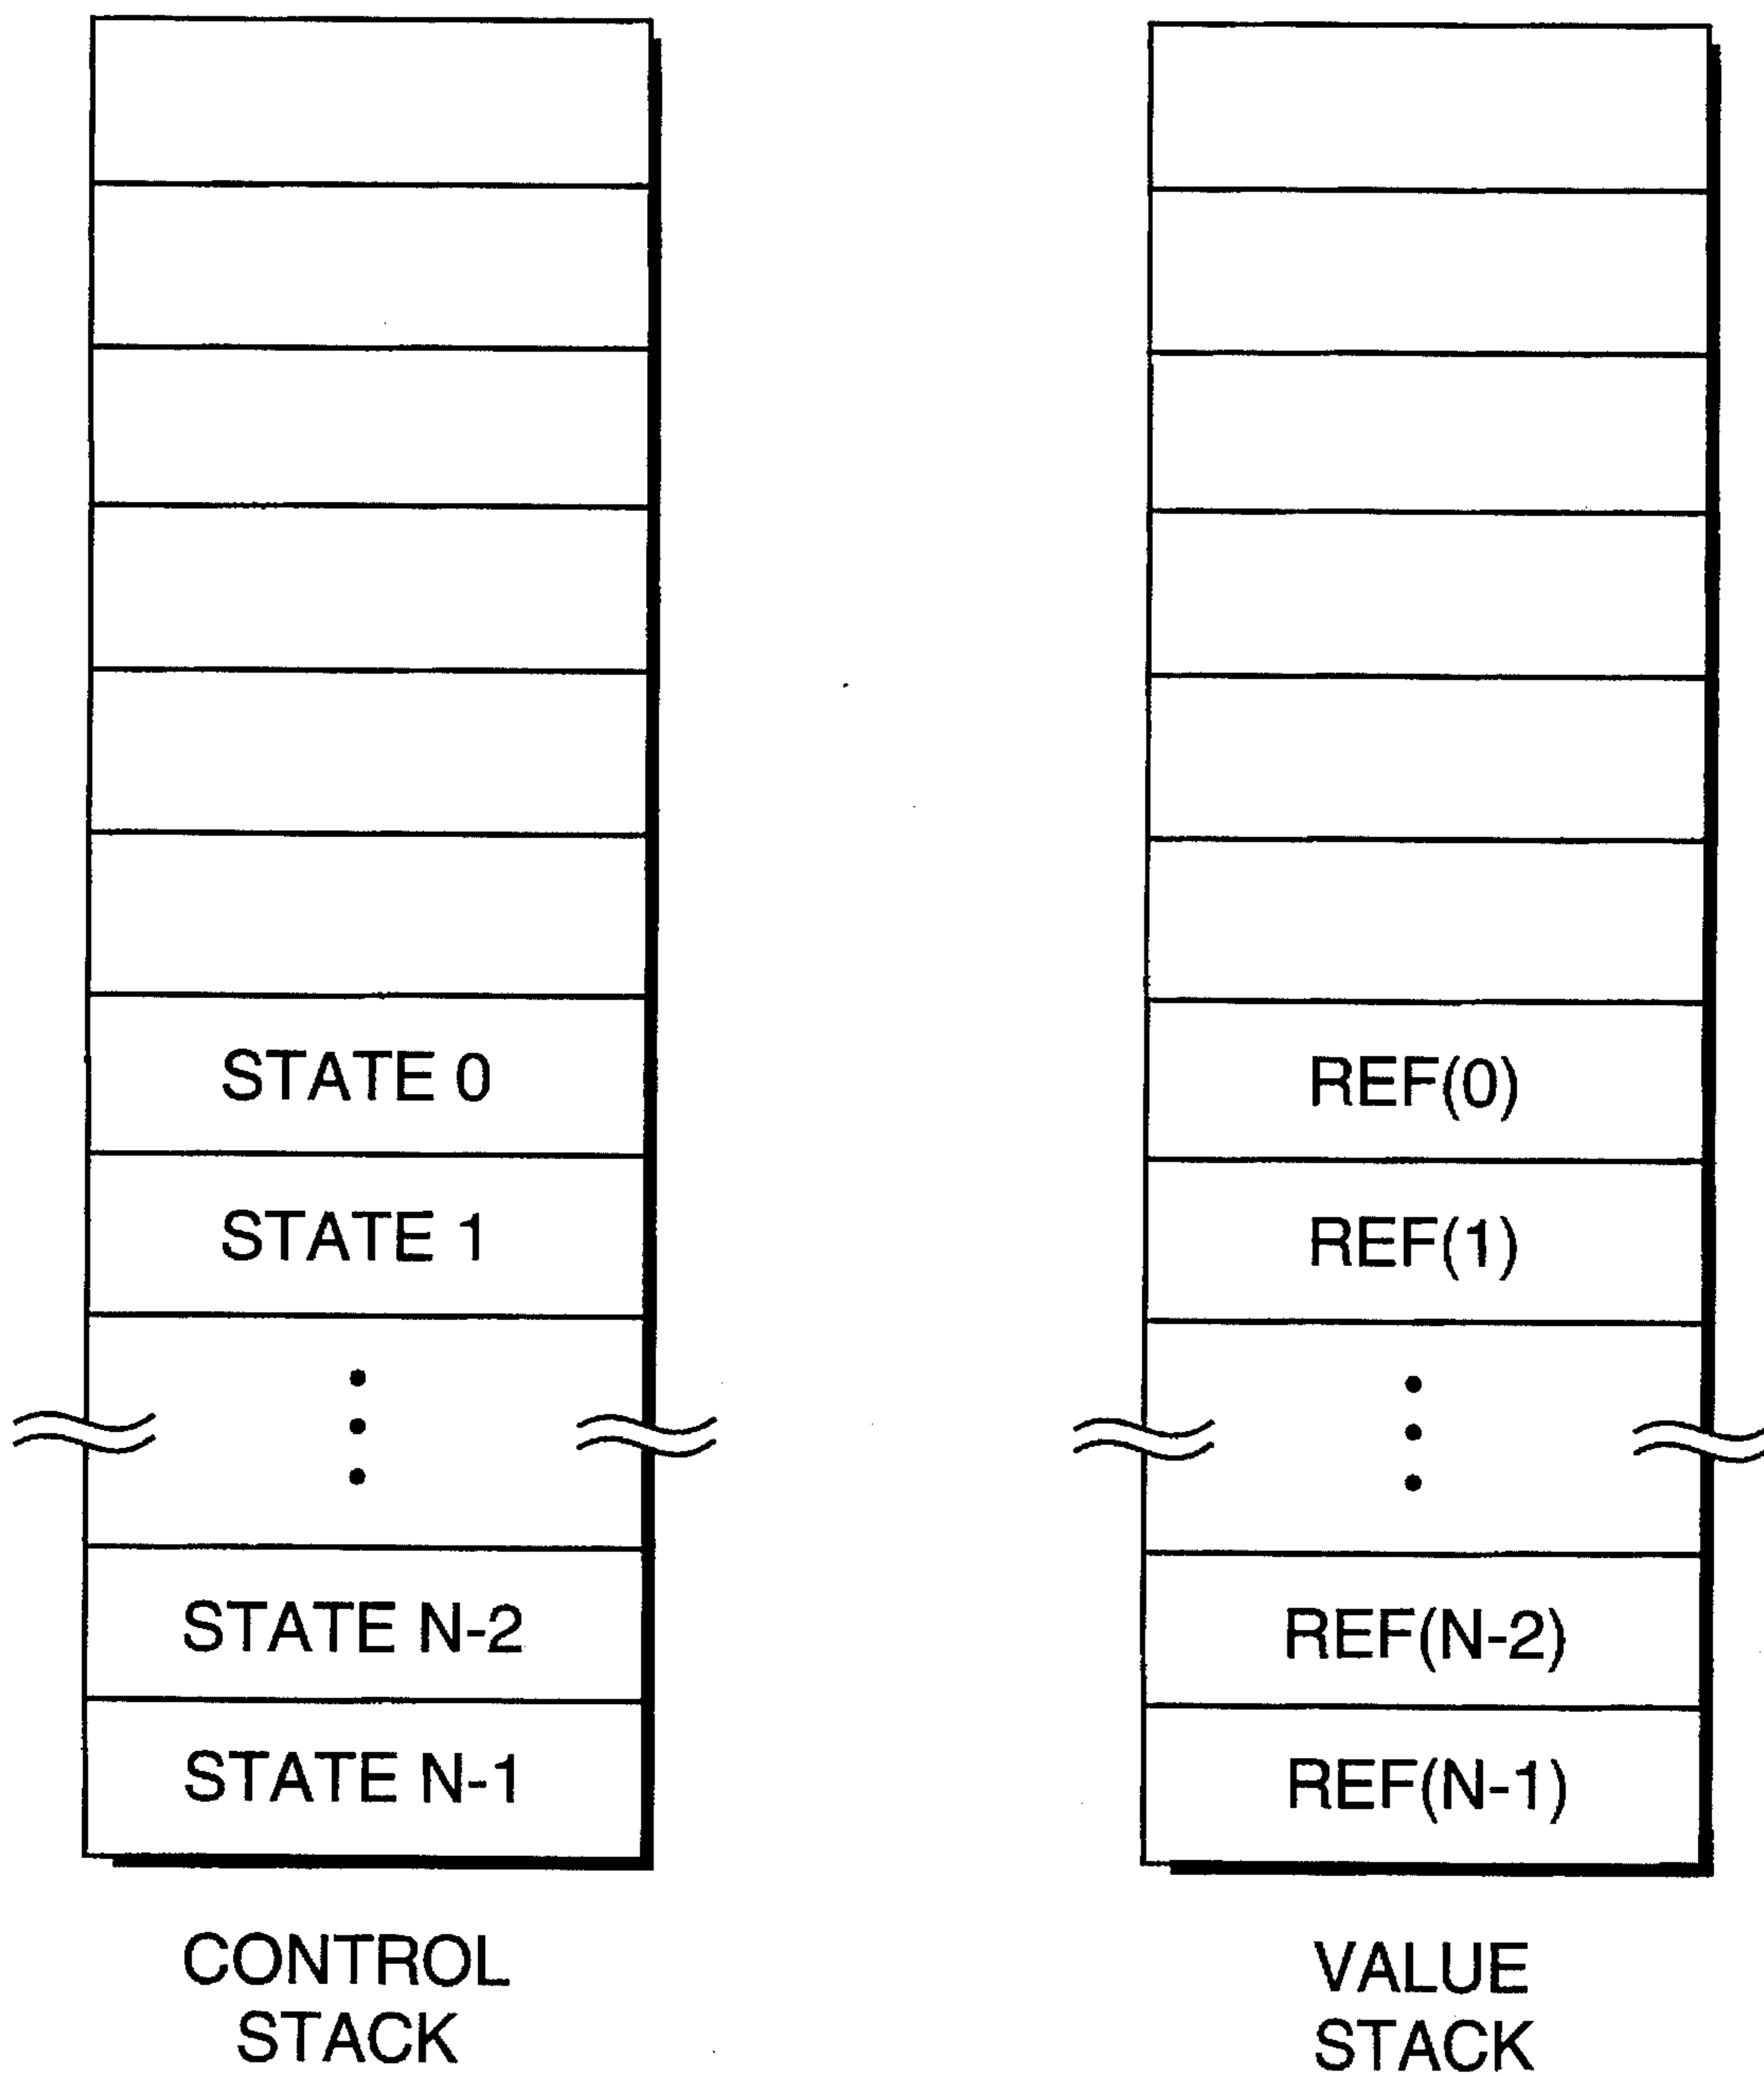 STATE 0
STATE 1
STATE N-2
STATE N-1
CONTROL
STACK
REF(0)
REF(1)
REF(N-2)
REF(N-1)
VALUE
STACK